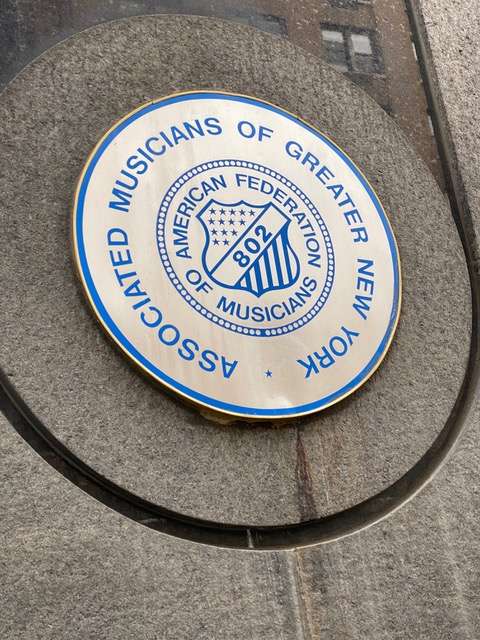 ASSOCIATED MUSICIANS OF GREATER NEW YORK
AMERICAN FEDERATION
OF MUSICIANS
802